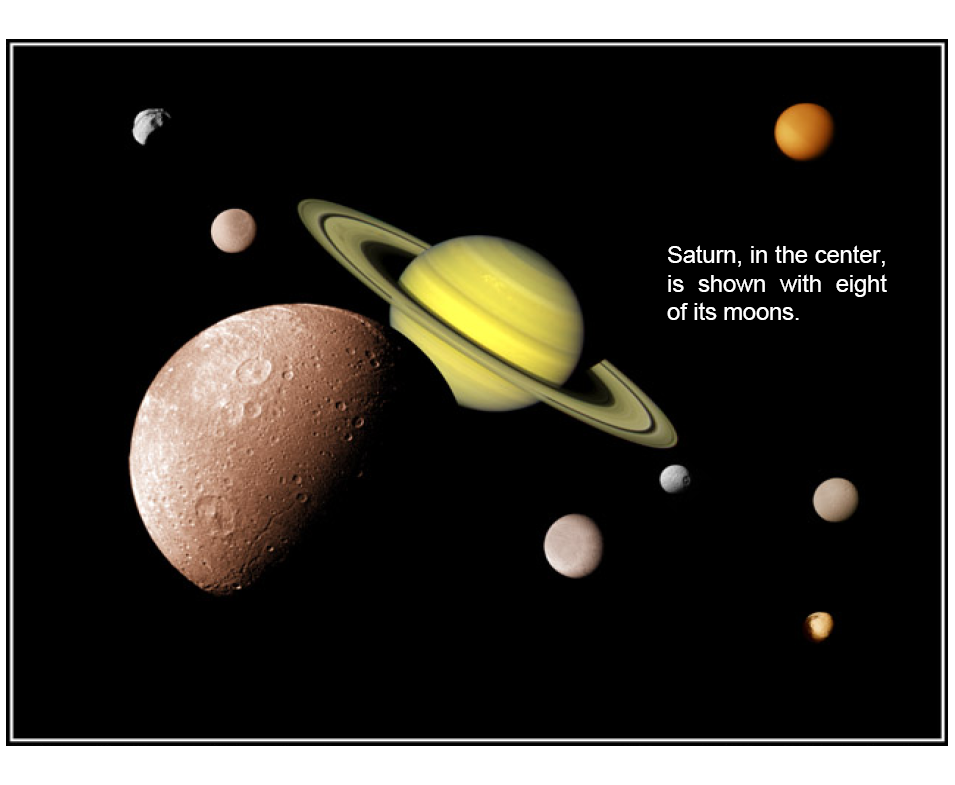 Saturn, in the center,
is shown with eight
of its moons.